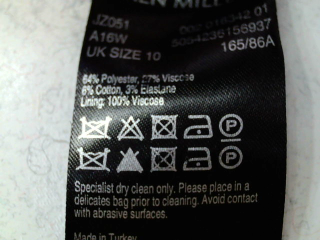 JZ051
A16W
5054236156937
UK SIZE 10
165/86A
64% Polyester, 27% Viscose
6% Cotton, 3% Elastane
Lining: 100% Viscose
P
P
Specialist dry clean only. Please place in a
delicates bag prior to cleaning. Avoid contact
with abrasive surfaces.
Made in Turkey